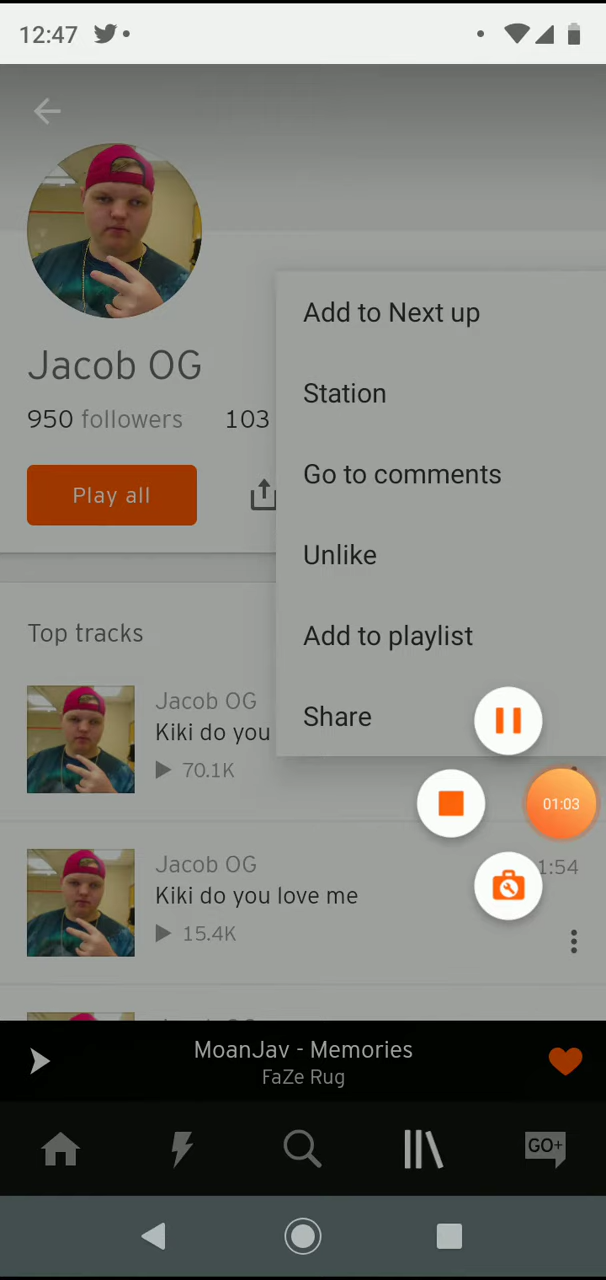 12:47
Jacob OG
950 followers 103
Play all
Add to Next up
Station
Go to comments
Unlike
Add to playlist
Share
Top tracks
Jacob OG
Kiki do you
70.1K
01:03
Jacob OG
1:54
Kiki do you love me
15.4K
MoanJav - Memories
FaZe Rug
GO+